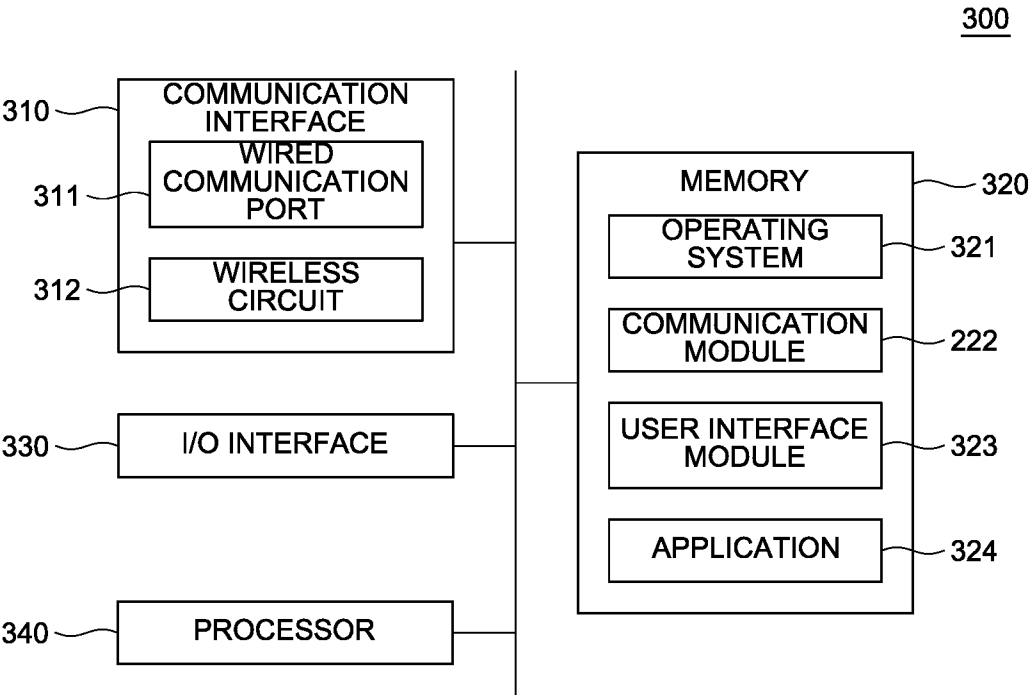 300
310
COMMUNICATION
INTERFACE
311
WIRED
COMMUNICATION
PORT
312
WIRELESS
CIRCUIT
330
I/O INTERFACE
340
PROCESSOR
MEMORY
320
OPERATING
SYSTEM
321
COMMUNICATION
MODULE
222
USER INTERFACE
MODULE
323
APPLICATION
324